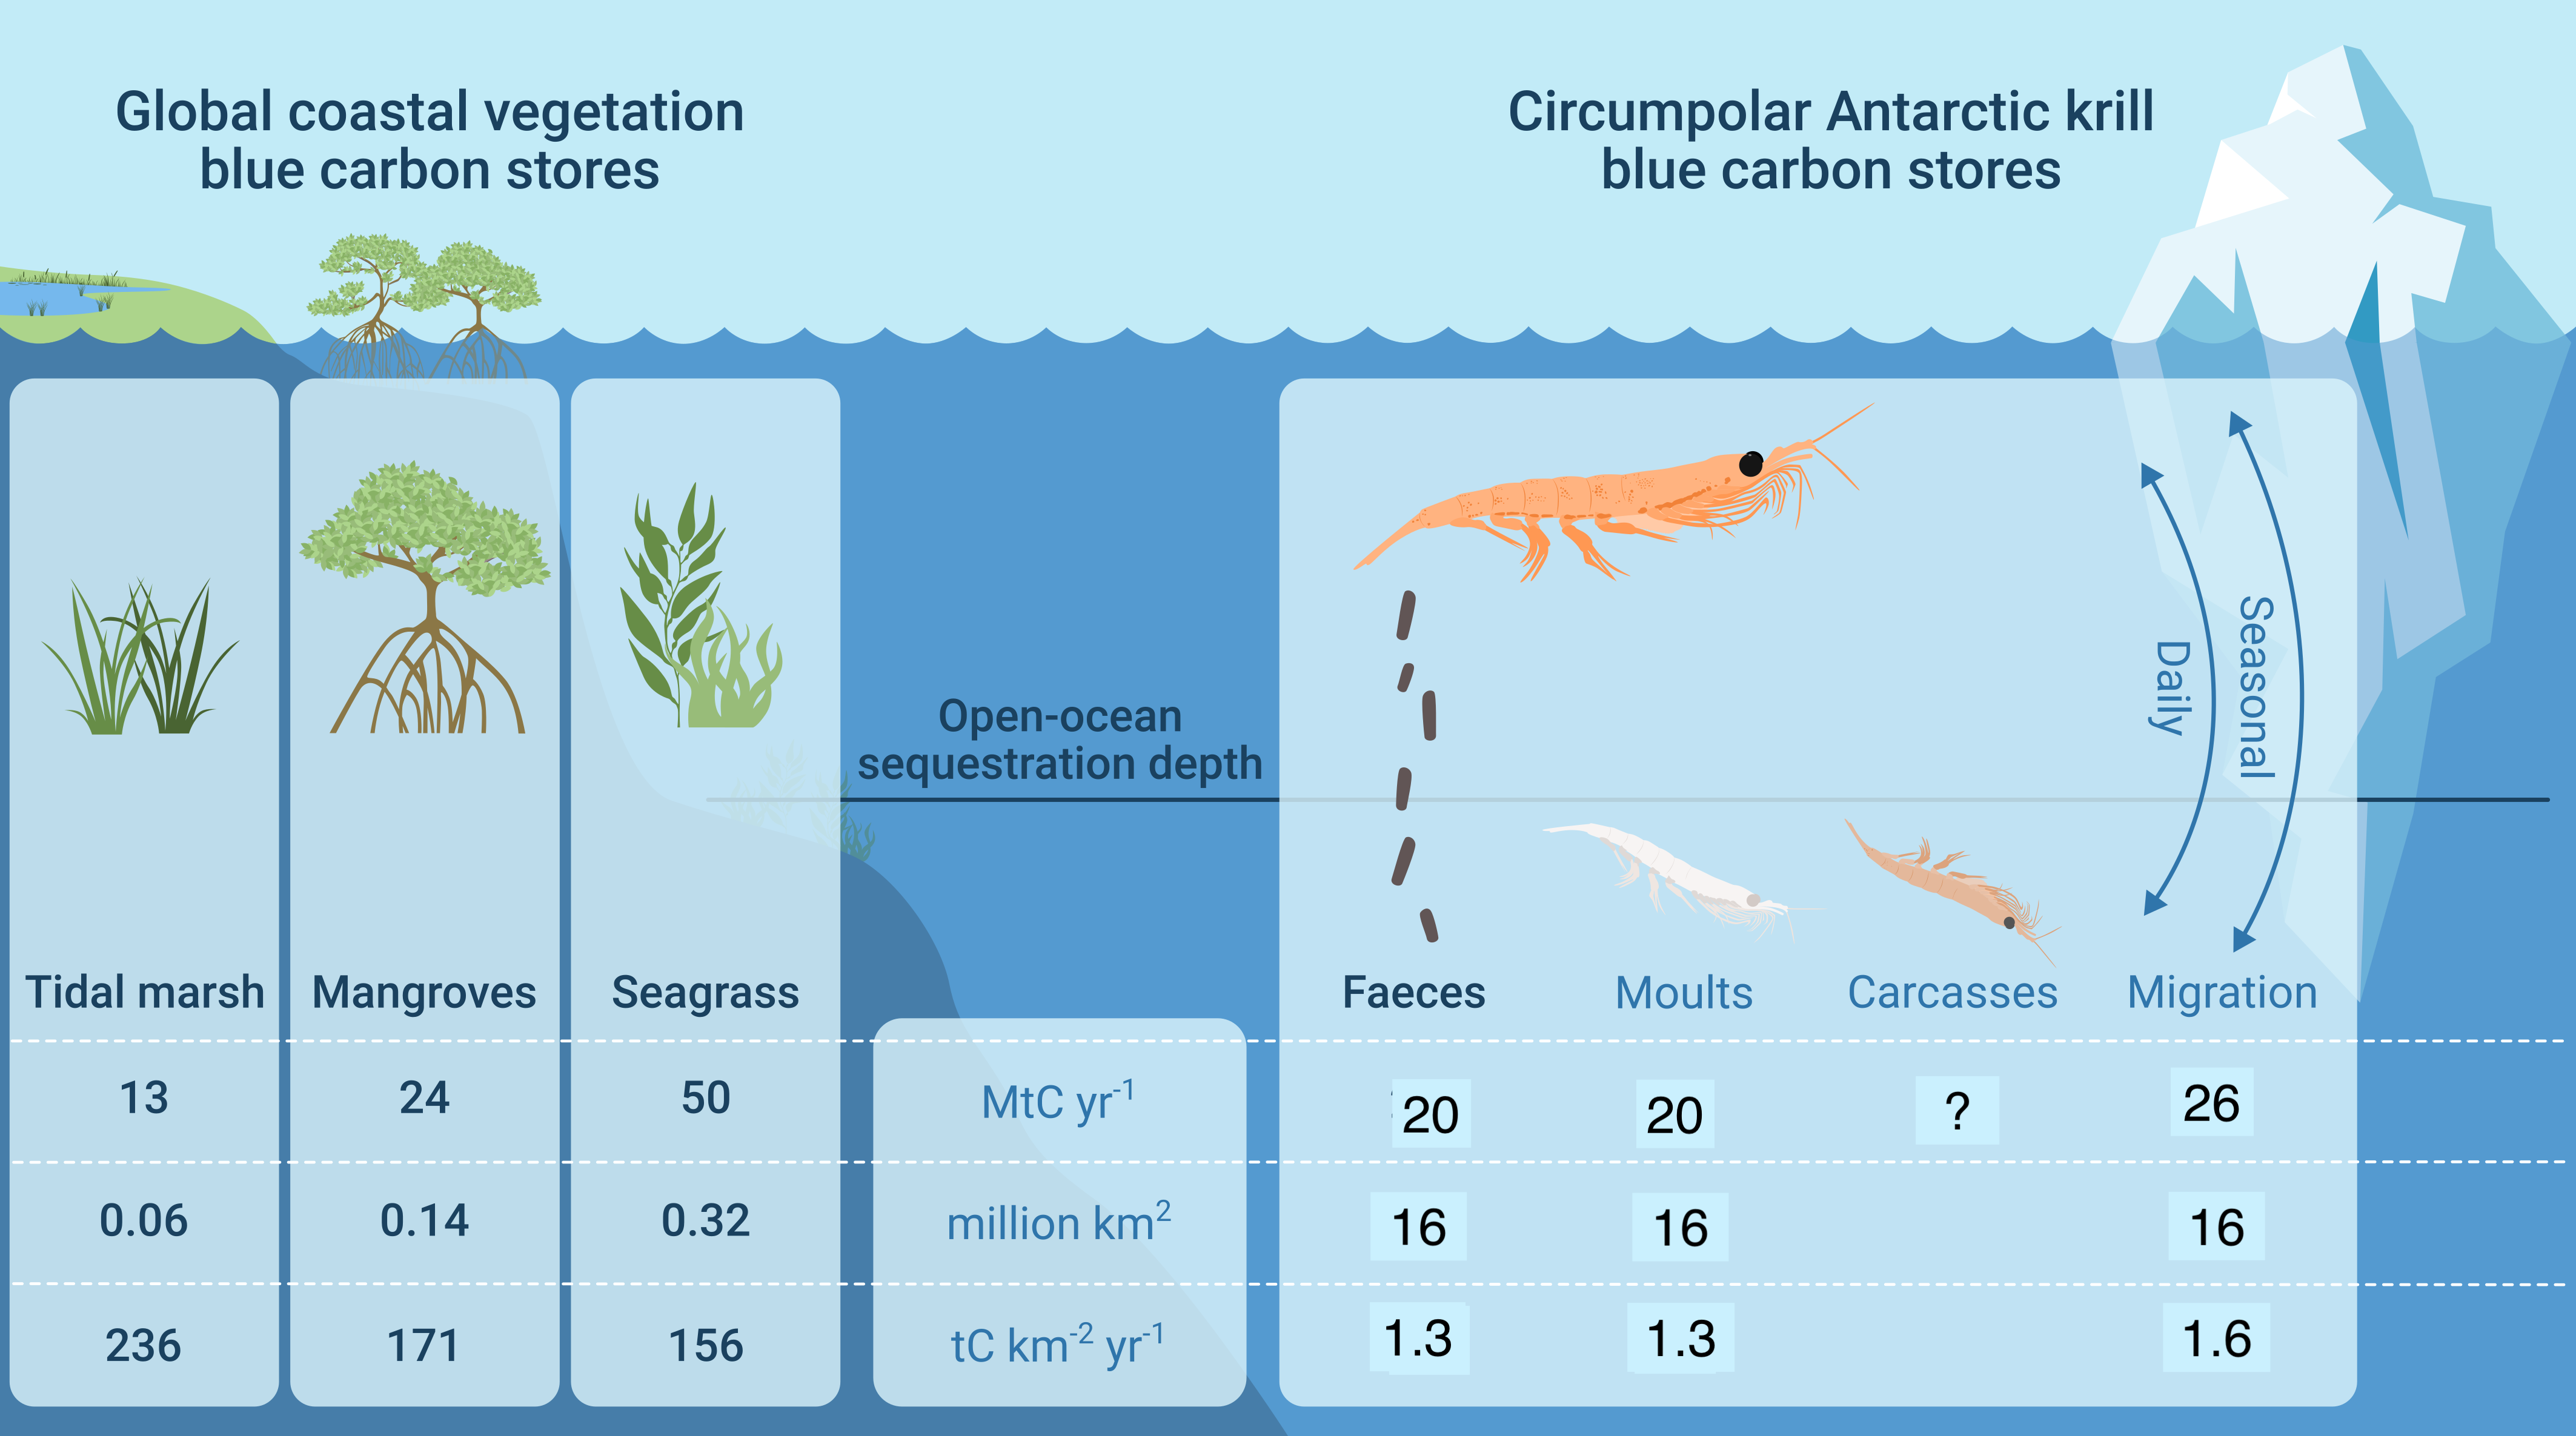 Global coastal vegetation
blue carbon stores
Circumpolar Antarctic krill
blue carbon stores
Open-ocean
sequestration depth
Daily
Seasonal
Tidal marsh
Mangroves
Seagrass
Faeces
Moults
Carcasses
Migration
13 24 50 MtC yr⁻¹ 20 20 ? 26
0.06 0.14 0.32 million km² 16 16 16
236 171 156 tC km⁻² yr⁻¹ 1.3 1.3 1.6